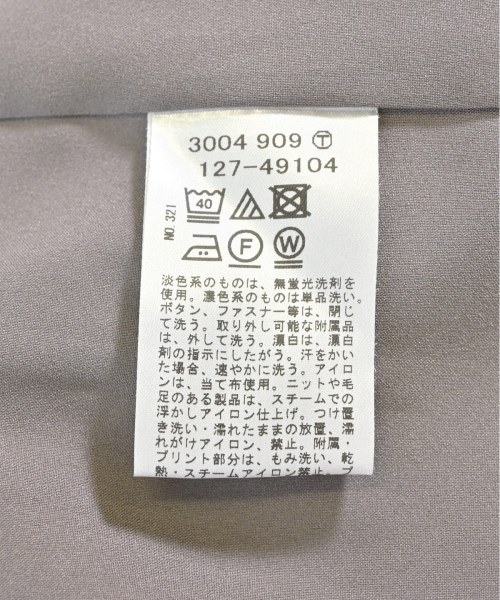 3004 909 Ⓣ
127-49104
NO.321
40
F W
淡色系のものは、無蛍光洗剤を
使用。濃色系のものは単品洗い。
ボタン、ファスナー等は、閉じ
て洗う。取り外し可能な附属品
は、外して洗う。漂白は、漂白
剤の指示にしたがう。汗をかい
た場合、速やかに洗う。アイロ
ンは、当て布使用。ニットや毛
足のある製品は、スチームでの
浮かしアイロン仕上げ。つけ置
き洗い・濡れたままの放置、濡
れがけアイロン、禁止。附属・
プリント部分は、もみ洗い、乾
熱・スチームアイロン禁止。プ